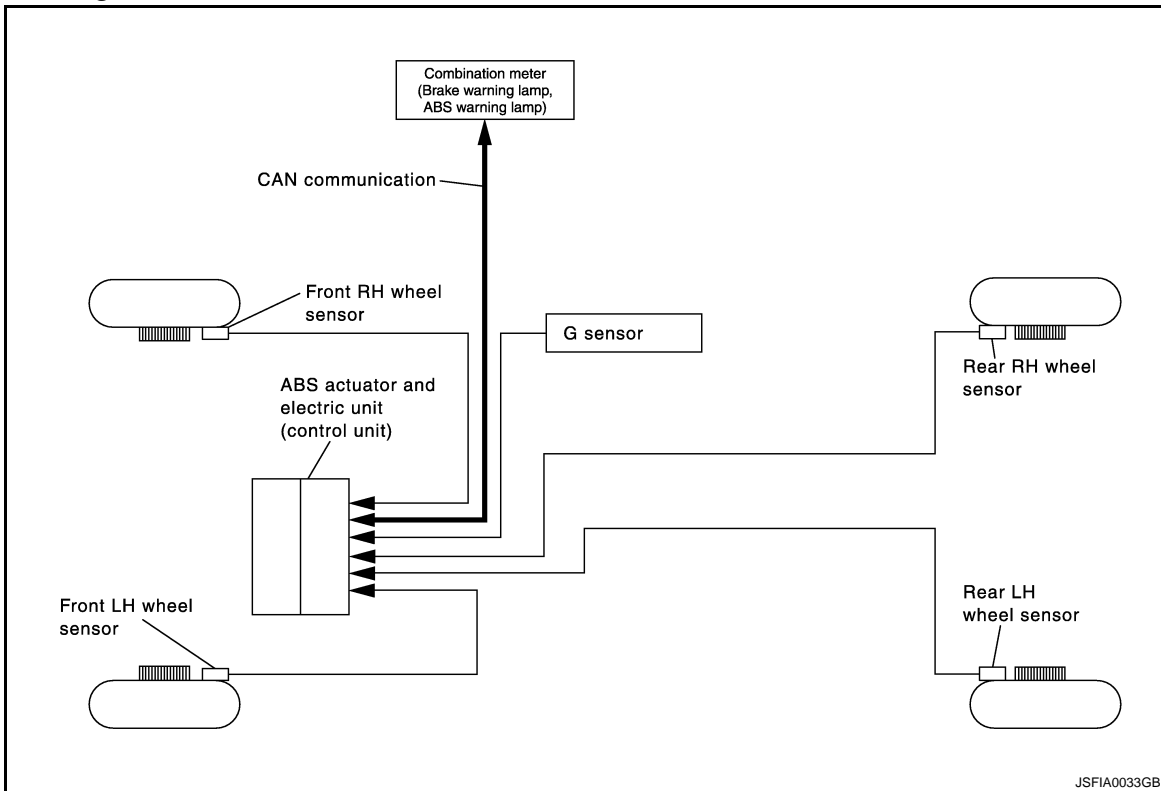 Combination meter
(Brake warning lamp,
ABS warning lamp)
CAN communication
Front RH wheel
sensor
G sensor
Rear RH wheel
sensor
ABS actuator and
electric unit
(control unit)
Front LH wheel
sensor
Rear LH
wheel sensor
JSFIA0033GB